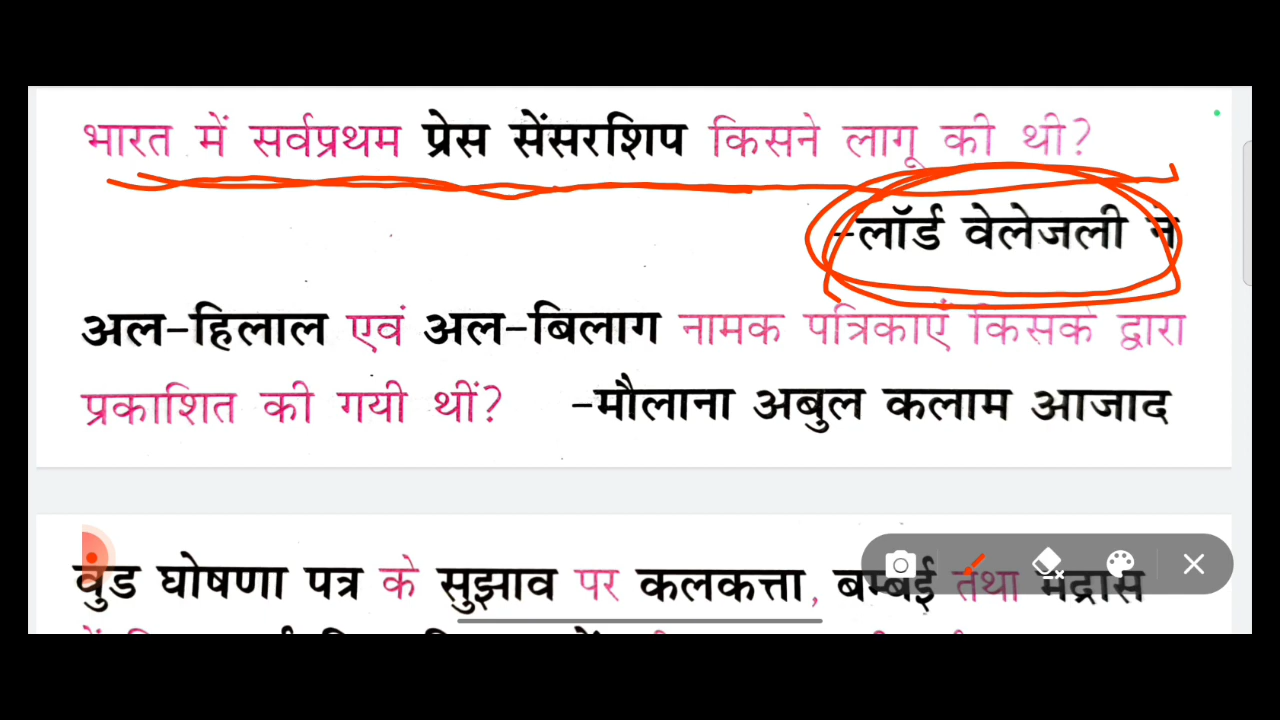 भारत में सर्वप्रथम प्रेस सेंसरशिप किसने लागू की थी?
–लॉर्ड वेलेजली ने
अल–हिलाल एवं अल–बिलाग नामक पत्रिकाएँ किसके द्वारा
प्रकाशित की गयी थीं? –मौलाना अबुल कलाम आजाद
वुड घोषणा पत्र के सुझाव पर कलकत्ता, बम्बई तथा मद्रास